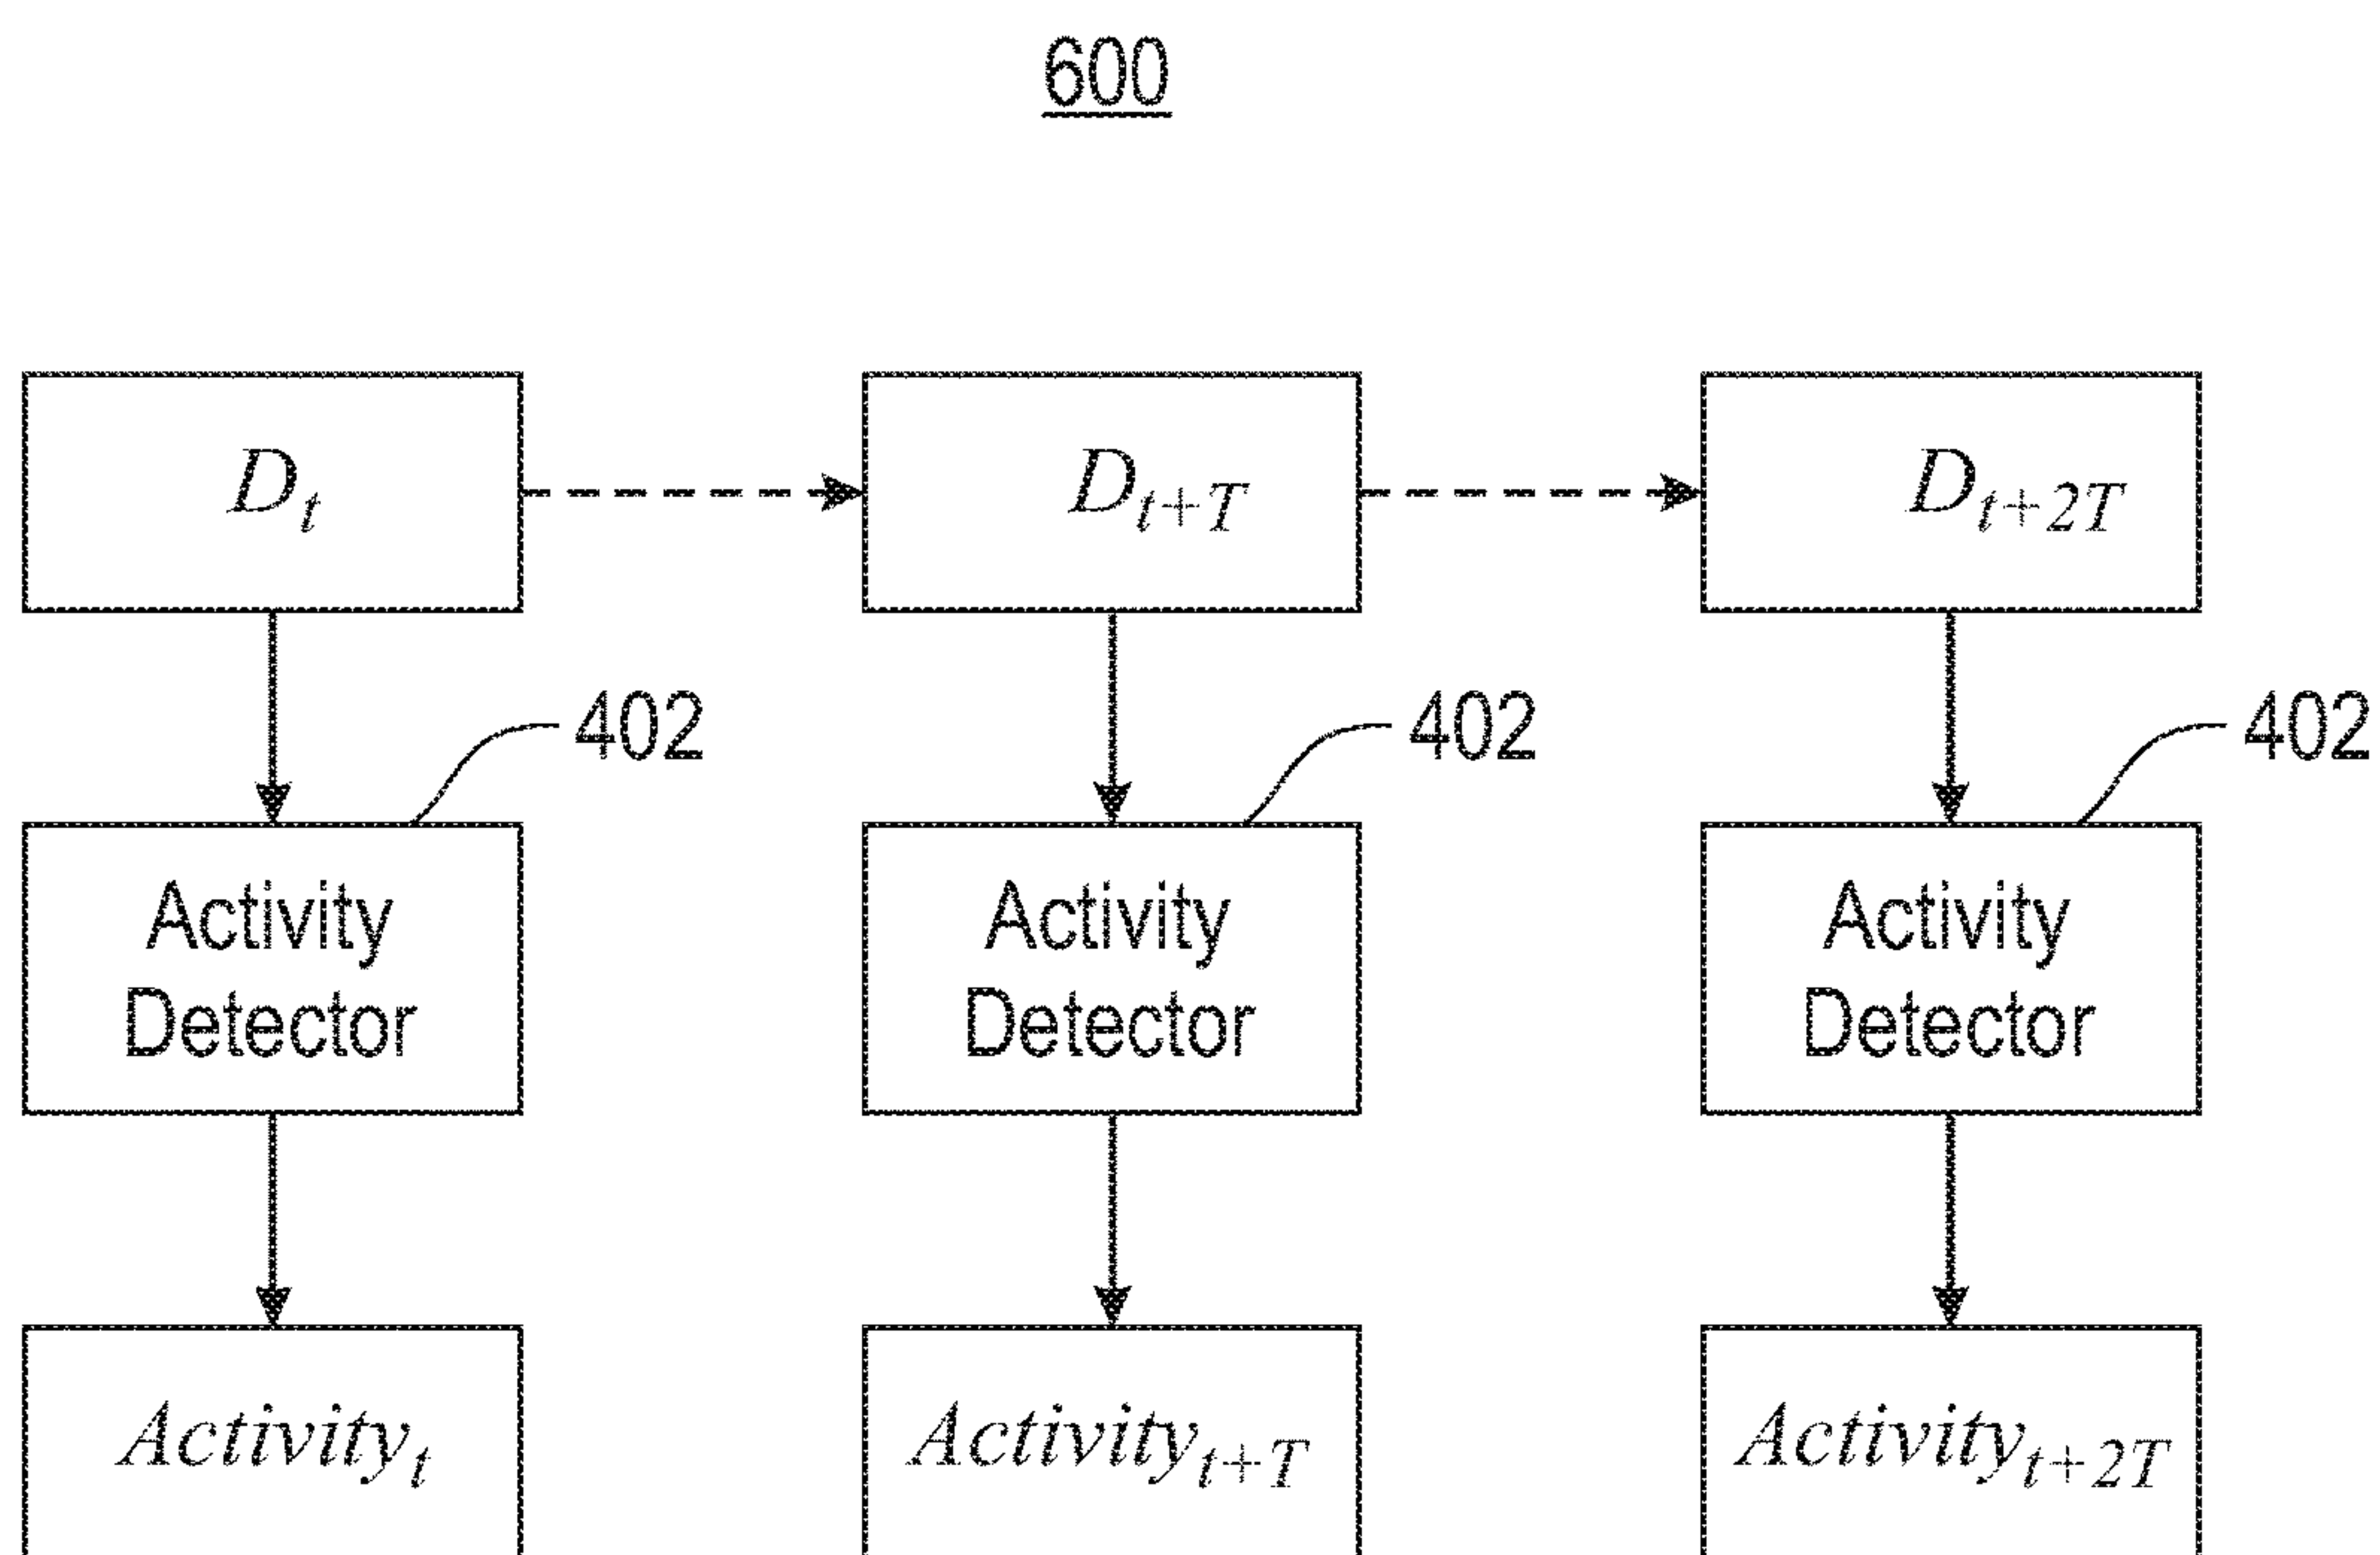 600
D_t
D_{t+T}
D_{t+2T}
402
402
402
Activity
Detector
Activity
Detector
Activity
Detector
Activity_t
Activity_{t+T}
Activity_{t+2T}